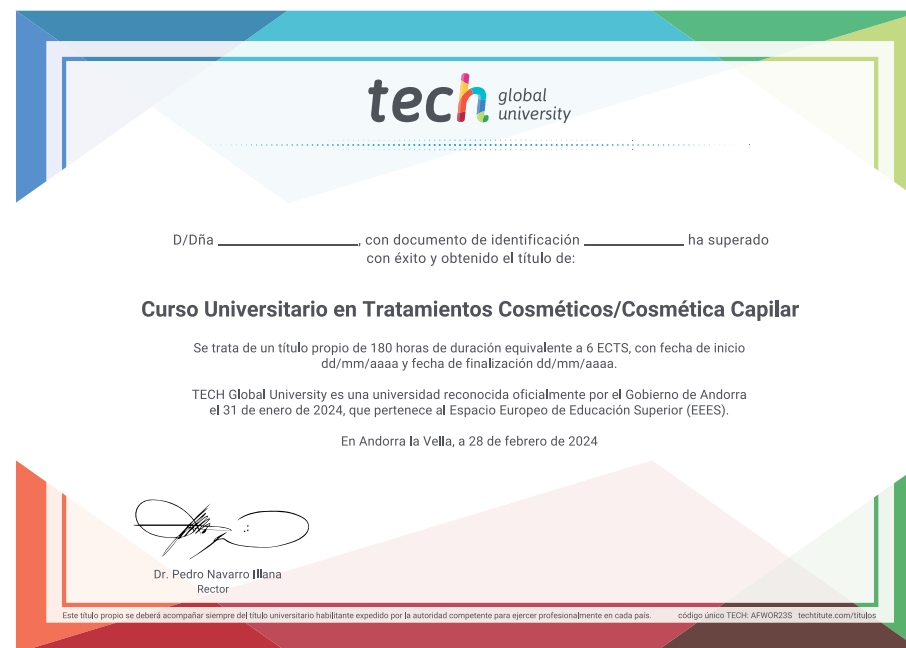 tech global university
D/Dña ____________, con documento de identificación ____________ ha superado
con éxito y obtenido el título de:
Curso Universitario en Tratamientos Cosméticos/Cosmética Capilar
Se trata de un título propio de 180 horas de duración equivalente a 6 ECTS, con fecha de inicio
dd/mm/aaaa y fecha de finalización dd/mm/aaaa.
TECH Global University es una universidad reconocida oficialmente por el Gobierno de Andorra
el 31 de enero de 2024, que pertenece al Espacio Europeo de Educación Superior (EEES).
En Andorra la Vella, a 28 de febrero de 2024
Dr. Pedro Navarro Illana
Rector
Este título propio se deberá acompañar siempre del título universitario habilitante expedido por la autoridad competente para ejercer profesionalmente en cada país. código único TECH: AFWOR23S techtitute.com/titulos